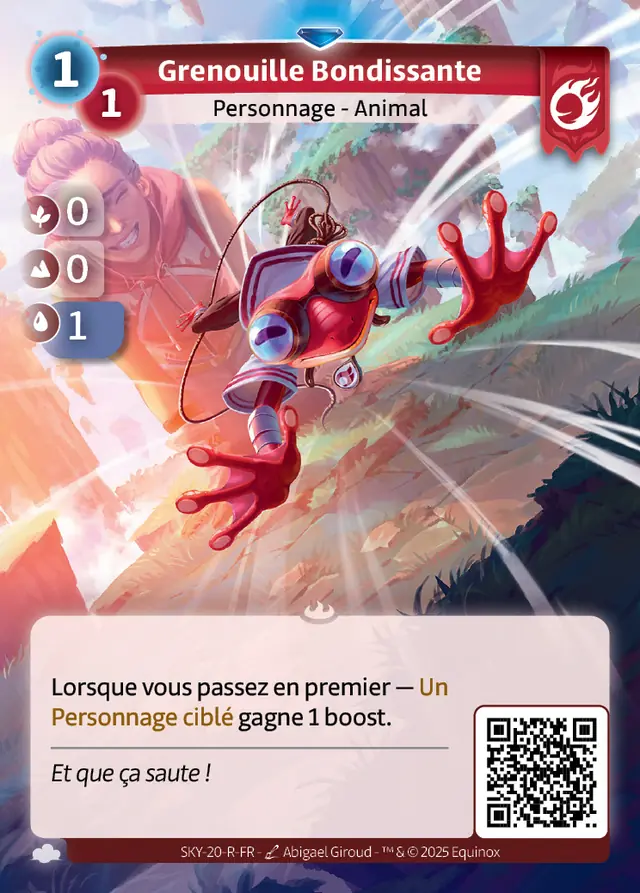 1
Grenouille Bondissante
1
Personnage - Animal
0
0
1
Lorsque vous passez en premier — Un
Personnage ciblé gagne 1 boost.
Et que ça saute !
SKY-20-R-FR - Abigael Giroud - ™ & © 2025 Equinox